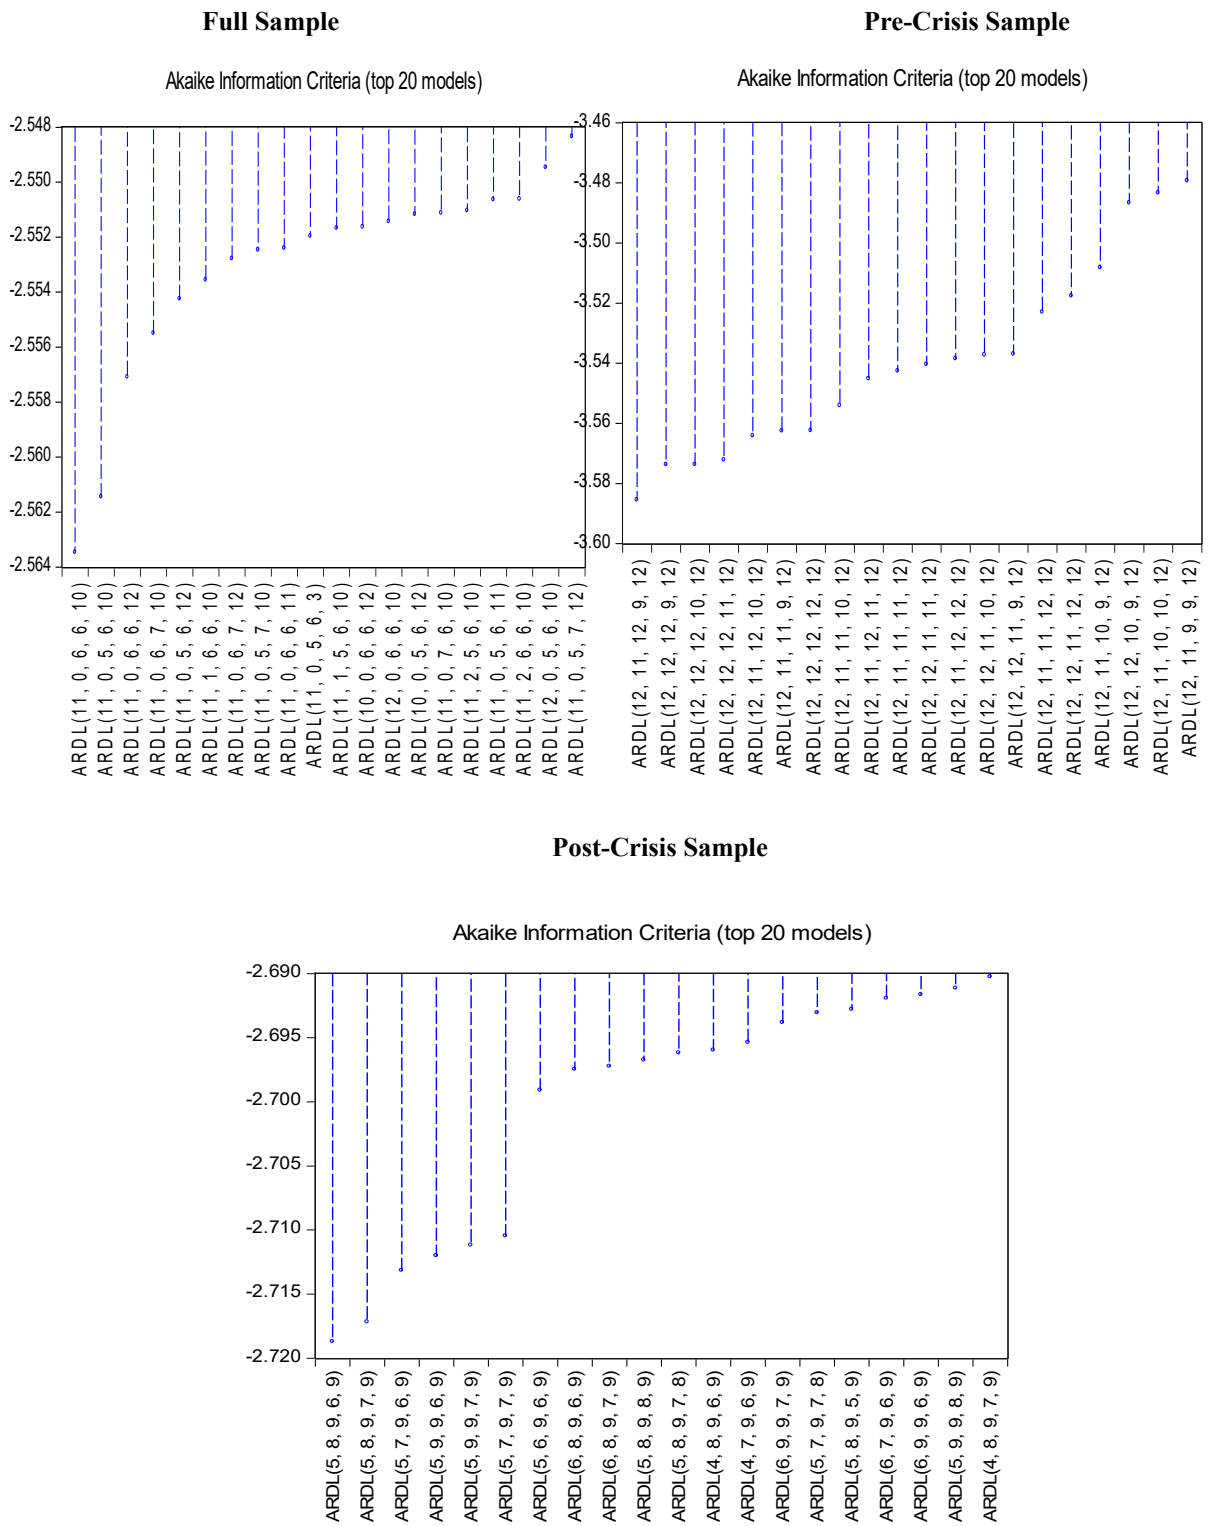 Full Sample
Pre-Crisis Sample
Akaike Information Criteria (top 20 models)
-2.548
-2.550
-2.552
-2.554
-2.556
-2.558
-2.560
-2.562
-2.564
ARDL(11, 0, 6, 6, 10)
ARDL(11, 0, 5, 6, 10)
ARDL(11, 0, 6, 6, 12)
ARDL(11, 0, 6, 7, 10)
ARDL(11, 0, 5, 6, 12)
ARDL(11, 1, 6, 6, 10)
ARDL(11, 0, 6, 7, 12)
ARDL(11, 0, 5, 7, 10)
ARDL(11, 0, 6, 6, 11)
ARDL(11, 0, 5, 6, 3)
ARDL(11, 1, 5, 6, 10)
ARDL(10, 0, 6, 6, 12)
ARDL(12, 0, 6, 6, 10)
ARDL(10, 0, 5, 6, 12)
ARDL(11, 0, 7, 6, 10)
ARDL(11, 2, 5, 6, 10)
ARDL(11, 0, 5, 6, 11)
ARDL(11, 2, 6, 6, 10)
ARDL(12, 0, 5, 6, 10)
ARDL(11, 0, 5, 7, 12)
Akaike Information Criteria (top 20 models)
-3.46
-3.48
-3.50
-3.52
-3.54
-3.56
-3.58
-3.60
ARDL(12, 11, 12, 9, 12)
ARDL(12, 12, 12, 9, 12)
ARDL(12, 12, 12, 10, 12)
ARDL(12, 12, 12, 11, 12)
ARDL(12, 11, 12, 10, 12)
ARDL(12, 11, 11, 9, 12)
ARDL(12, 12, 12, 12, 12)
ARDL(12, 11, 11, 10, 12)
ARDL(12, 11, 12, 11, 12)
ARDL(12, 11, 11, 11, 12)
ARDL(12, 12, 11, 11, 12)
ARDL(12, 11, 11, 12, 12)
ARDL(12, 12, 11, 10, 12)
ARDL(12, 12, 11, 9, 12)
ARDL(12, 11, 11, 12, 12)
ARDL(12, 12, 11, 12, 12)
ARDL(12, 11, 10, 9, 12)
ARDL(12, 12, 10, 9, 12)
ARDL(12, 11, 10, 10, 12)
ARDL(12, 11, 9, 9, 12)
Post-Crisis Sample
Akaike Information Criteria (top 20 models)
-2.690
-2.695
-2.700
-2.705
-2.710
-2.715
-2.720
ARDL(5, 8, 9, 6, 9)
ARDL(5, 8, 9, 7, 9)
ARDL(5, 7, 9, 6, 9)
ARDL(5, 9, 9, 6, 9)
ARDL(5, 9, 9, 7, 9)
ARDL(5, 7, 9, 7, 9)
ARDL(5, 6, 9, 6, 9)
ARDL(6, 8, 9, 6, 9)
ARDL(6, 8, 9, 7, 9)
ARDL(5, 8, 9, 8, 9)
ARDL(5, 8, 9, 7, 8)
ARDL(4, 8, 9, 6, 9)
ARDL(4, 7, 9, 6, 9)
ARDL(6, 9, 9, 7, 9)
ARDL(5, 7, 9, 7, 8)
ARDL(5, 8, 9, 5, 9)
ARDL(6, 7, 9, 6, 9)
ARDL(6, 9, 9, 6, 9)
ARDL(5, 9, 9, 8, 9)
ARDL(4, 8, 9, 7, 9)